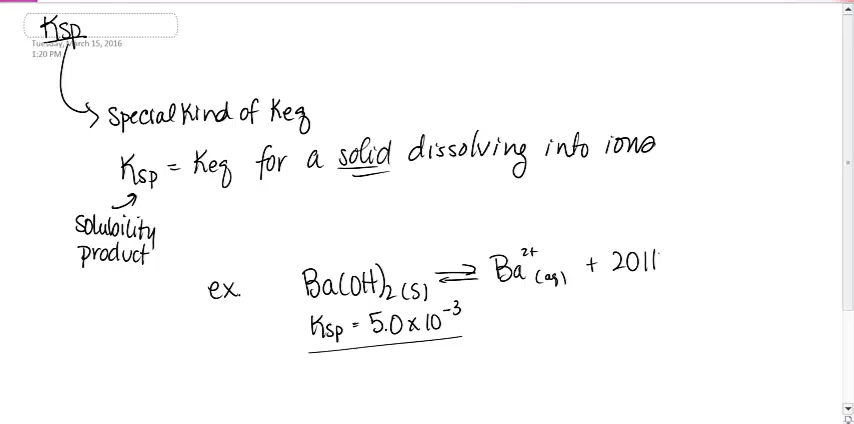 Ksp
Tuesday, March 15, 2016
1:20 PM
Special Kind of Keq
Ksp = Keq for a solid dissolving into ions
solubility
product
ex. Ba(OH)₂(s) ⇌ Ba²⁺(aq) + 2OH
Ksp = 5.0 x 10⁻³